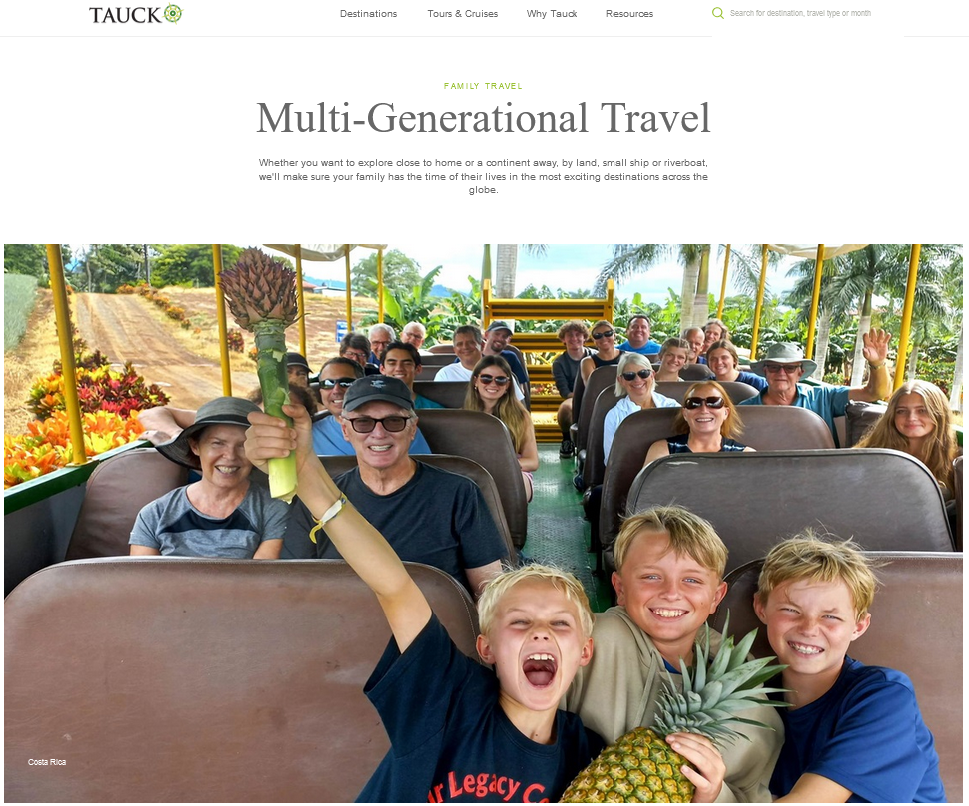 TAUCK
Destinations
Tours & Cruises
Why Tauck
Resources
Search for destination, travel type or month
FAMILY TRAVEL
Multi-Generational Travel
Whether you want to explore close to home or a continent away, by land, small ship or riverboat,
we'll make sure your family has the time of their lives in the most exciting destinations across the
globe.
Legacy
Costa Rica